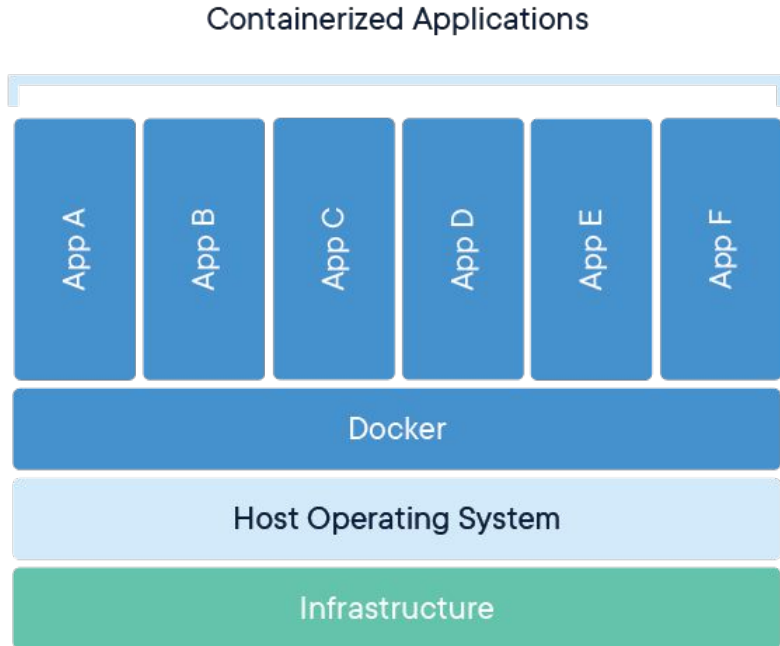 Containerized Applications
App A
App B
App C
App D
App E
App F
Docker
Host Operating System
Infrastructure